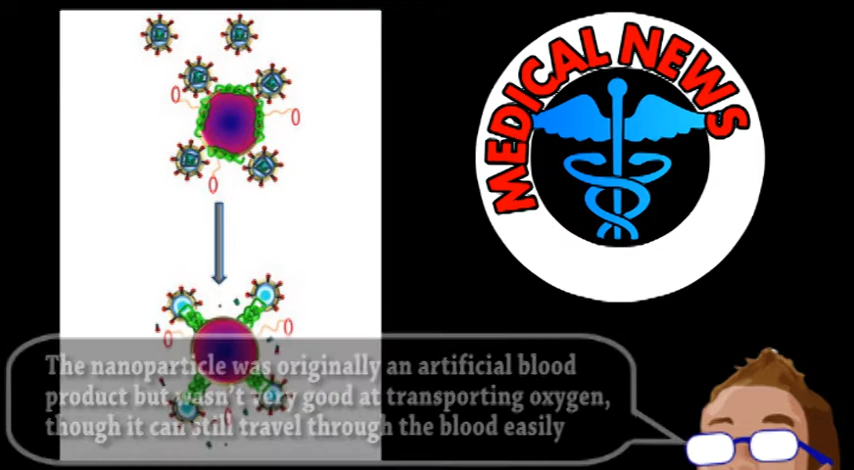 MEDICAL NEWS
The nanoparticle was originally an artificial blood
product but wasn't very good at transporting oxygen,
though it can still travel through the blood easily